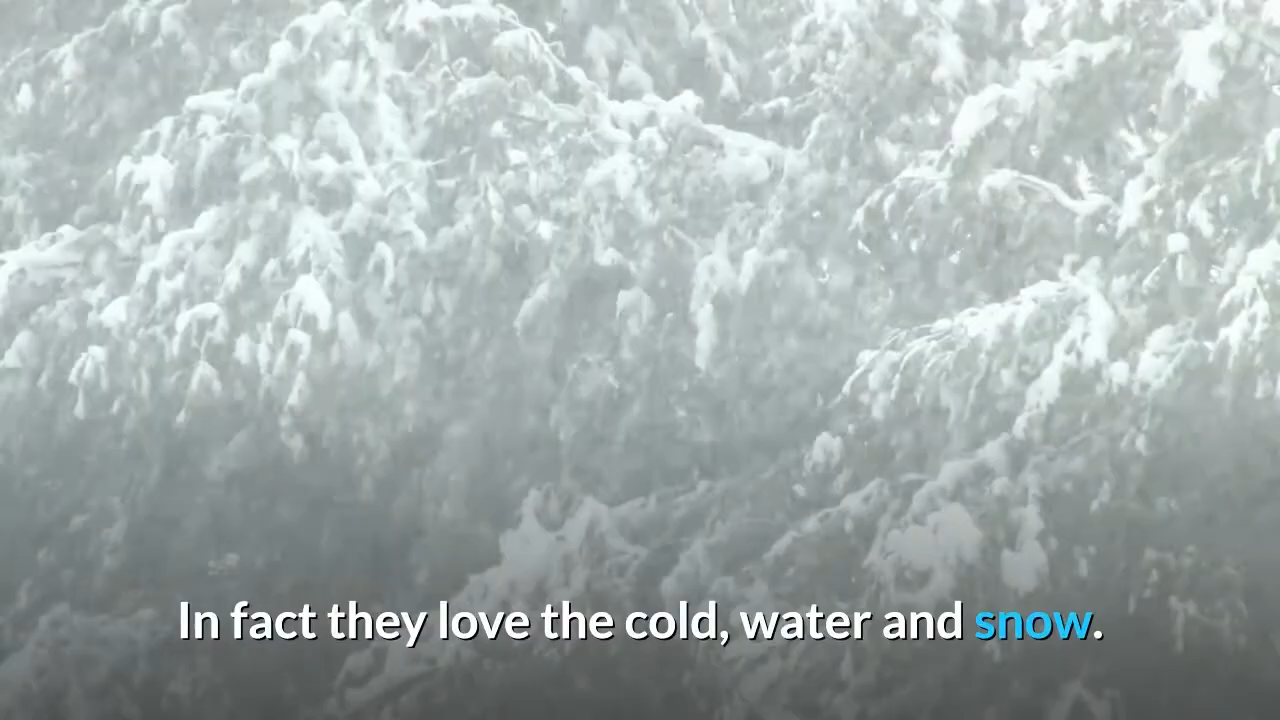 In fact they love the cold, water and snow.